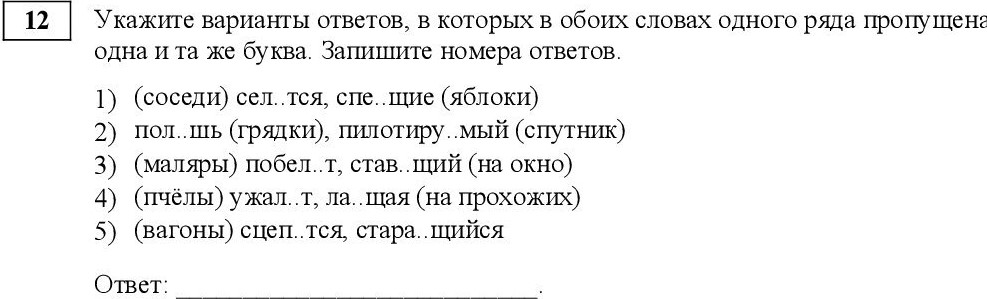 12 Укажите варианты ответов, в которых в обоих словах одного ряда пропущена
одна и та же буква. Запишите номера ответов.
1) (соседи) сел..тся, спе..щие (яблоки)
2) пол..шь (грядки), пилотиру..мый (спутник)
3) (маляры) побел..т, став..щий (на окно)
4) (пчёлы) ужал..т, ла..щая (на прохожих)
5) (вагоны) сцеп..тся, стара..щийся
Ответ: ___________________________.